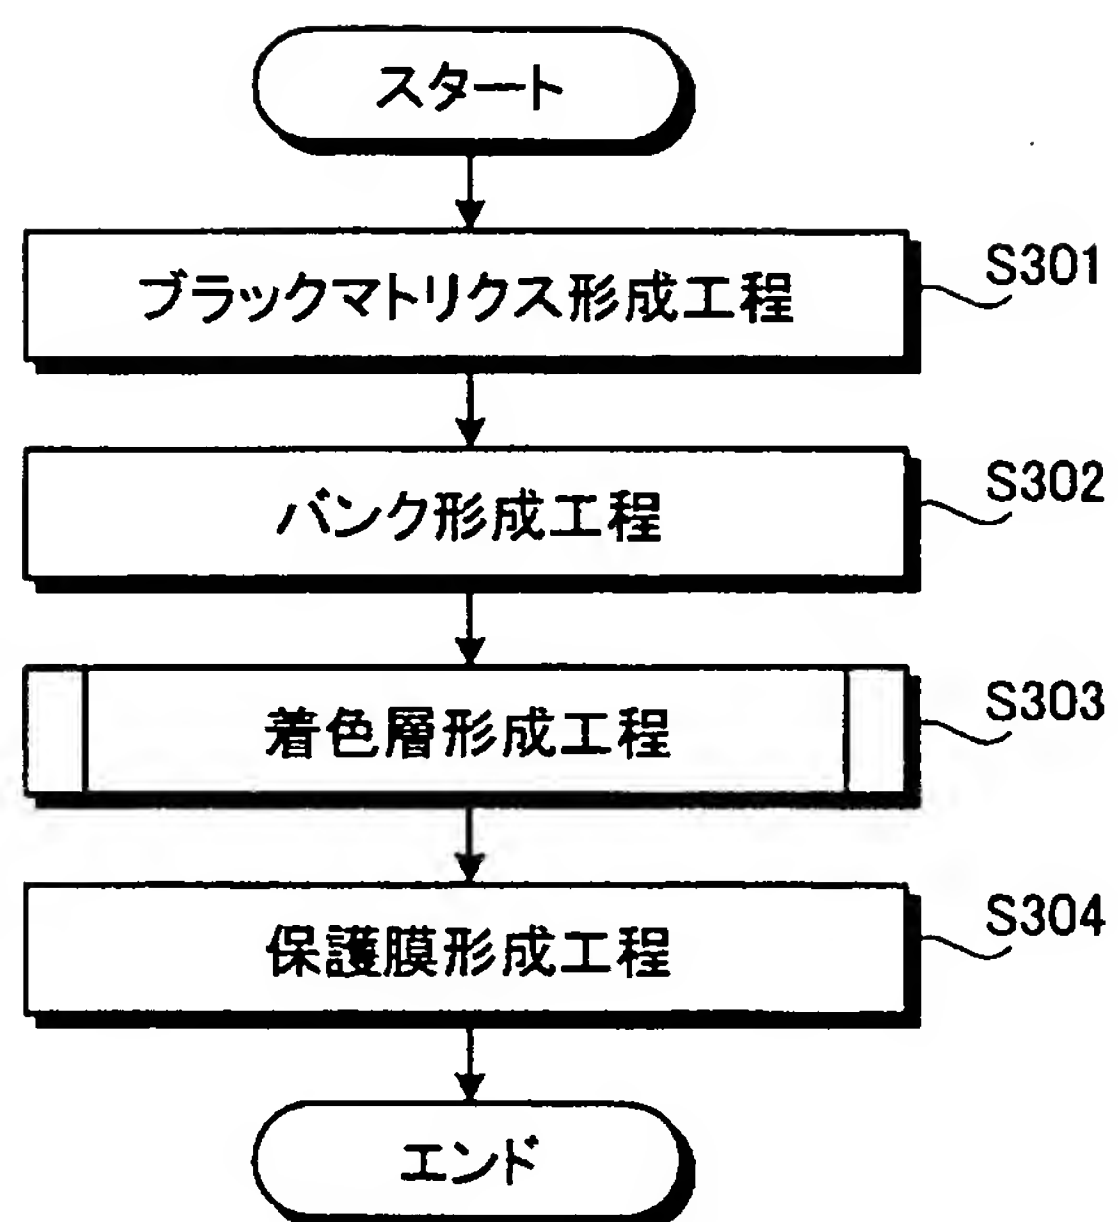 スタート
ブラックマトリクス形成工程
S301
バンク形成工程
S302
着色層形成工程
S303
保護膜形成工程
S304
エンド